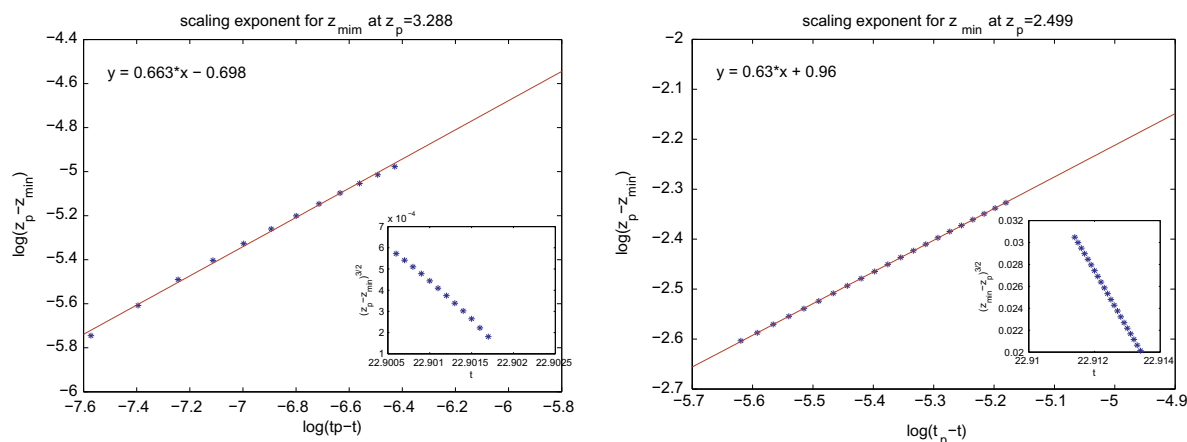 scaling exponent for z_mim at z_p=3.288
y = 0.663*x − 0.698
log(z_p−z_min)
−4.4
−4.6
−4.8
−5
−5.2
−5.4
−5.6
−5.8
−6
−7.6 −7.4 −7.2 −7 −6.8 −6.6 −6.4 −6.2 −6 −5.8
log(tp−t)
x 10^−4
(z_p−z_min)^3/2
7
6
5
4
3
2
1
22.9005 22.901 22.9015 22.902 22.9025
t
scaling exponent for z_min at z_p=2.499
y = 0.63*x + 0.96
log(z_p−z_min)
−2
−2.1
−2.2
−2.3
−2.4
−2.5
−2.6
−2.7
−5.7 −5.6 −5.5 −5.4 −5.3 −5.2 −5.1 −5 −4.9
log(t_p−t)
(z_min−z_p)^3/2
0.032
0.03
0.028
0.026
0.024
0.022
0.02
22.91 22.912 22.914
t